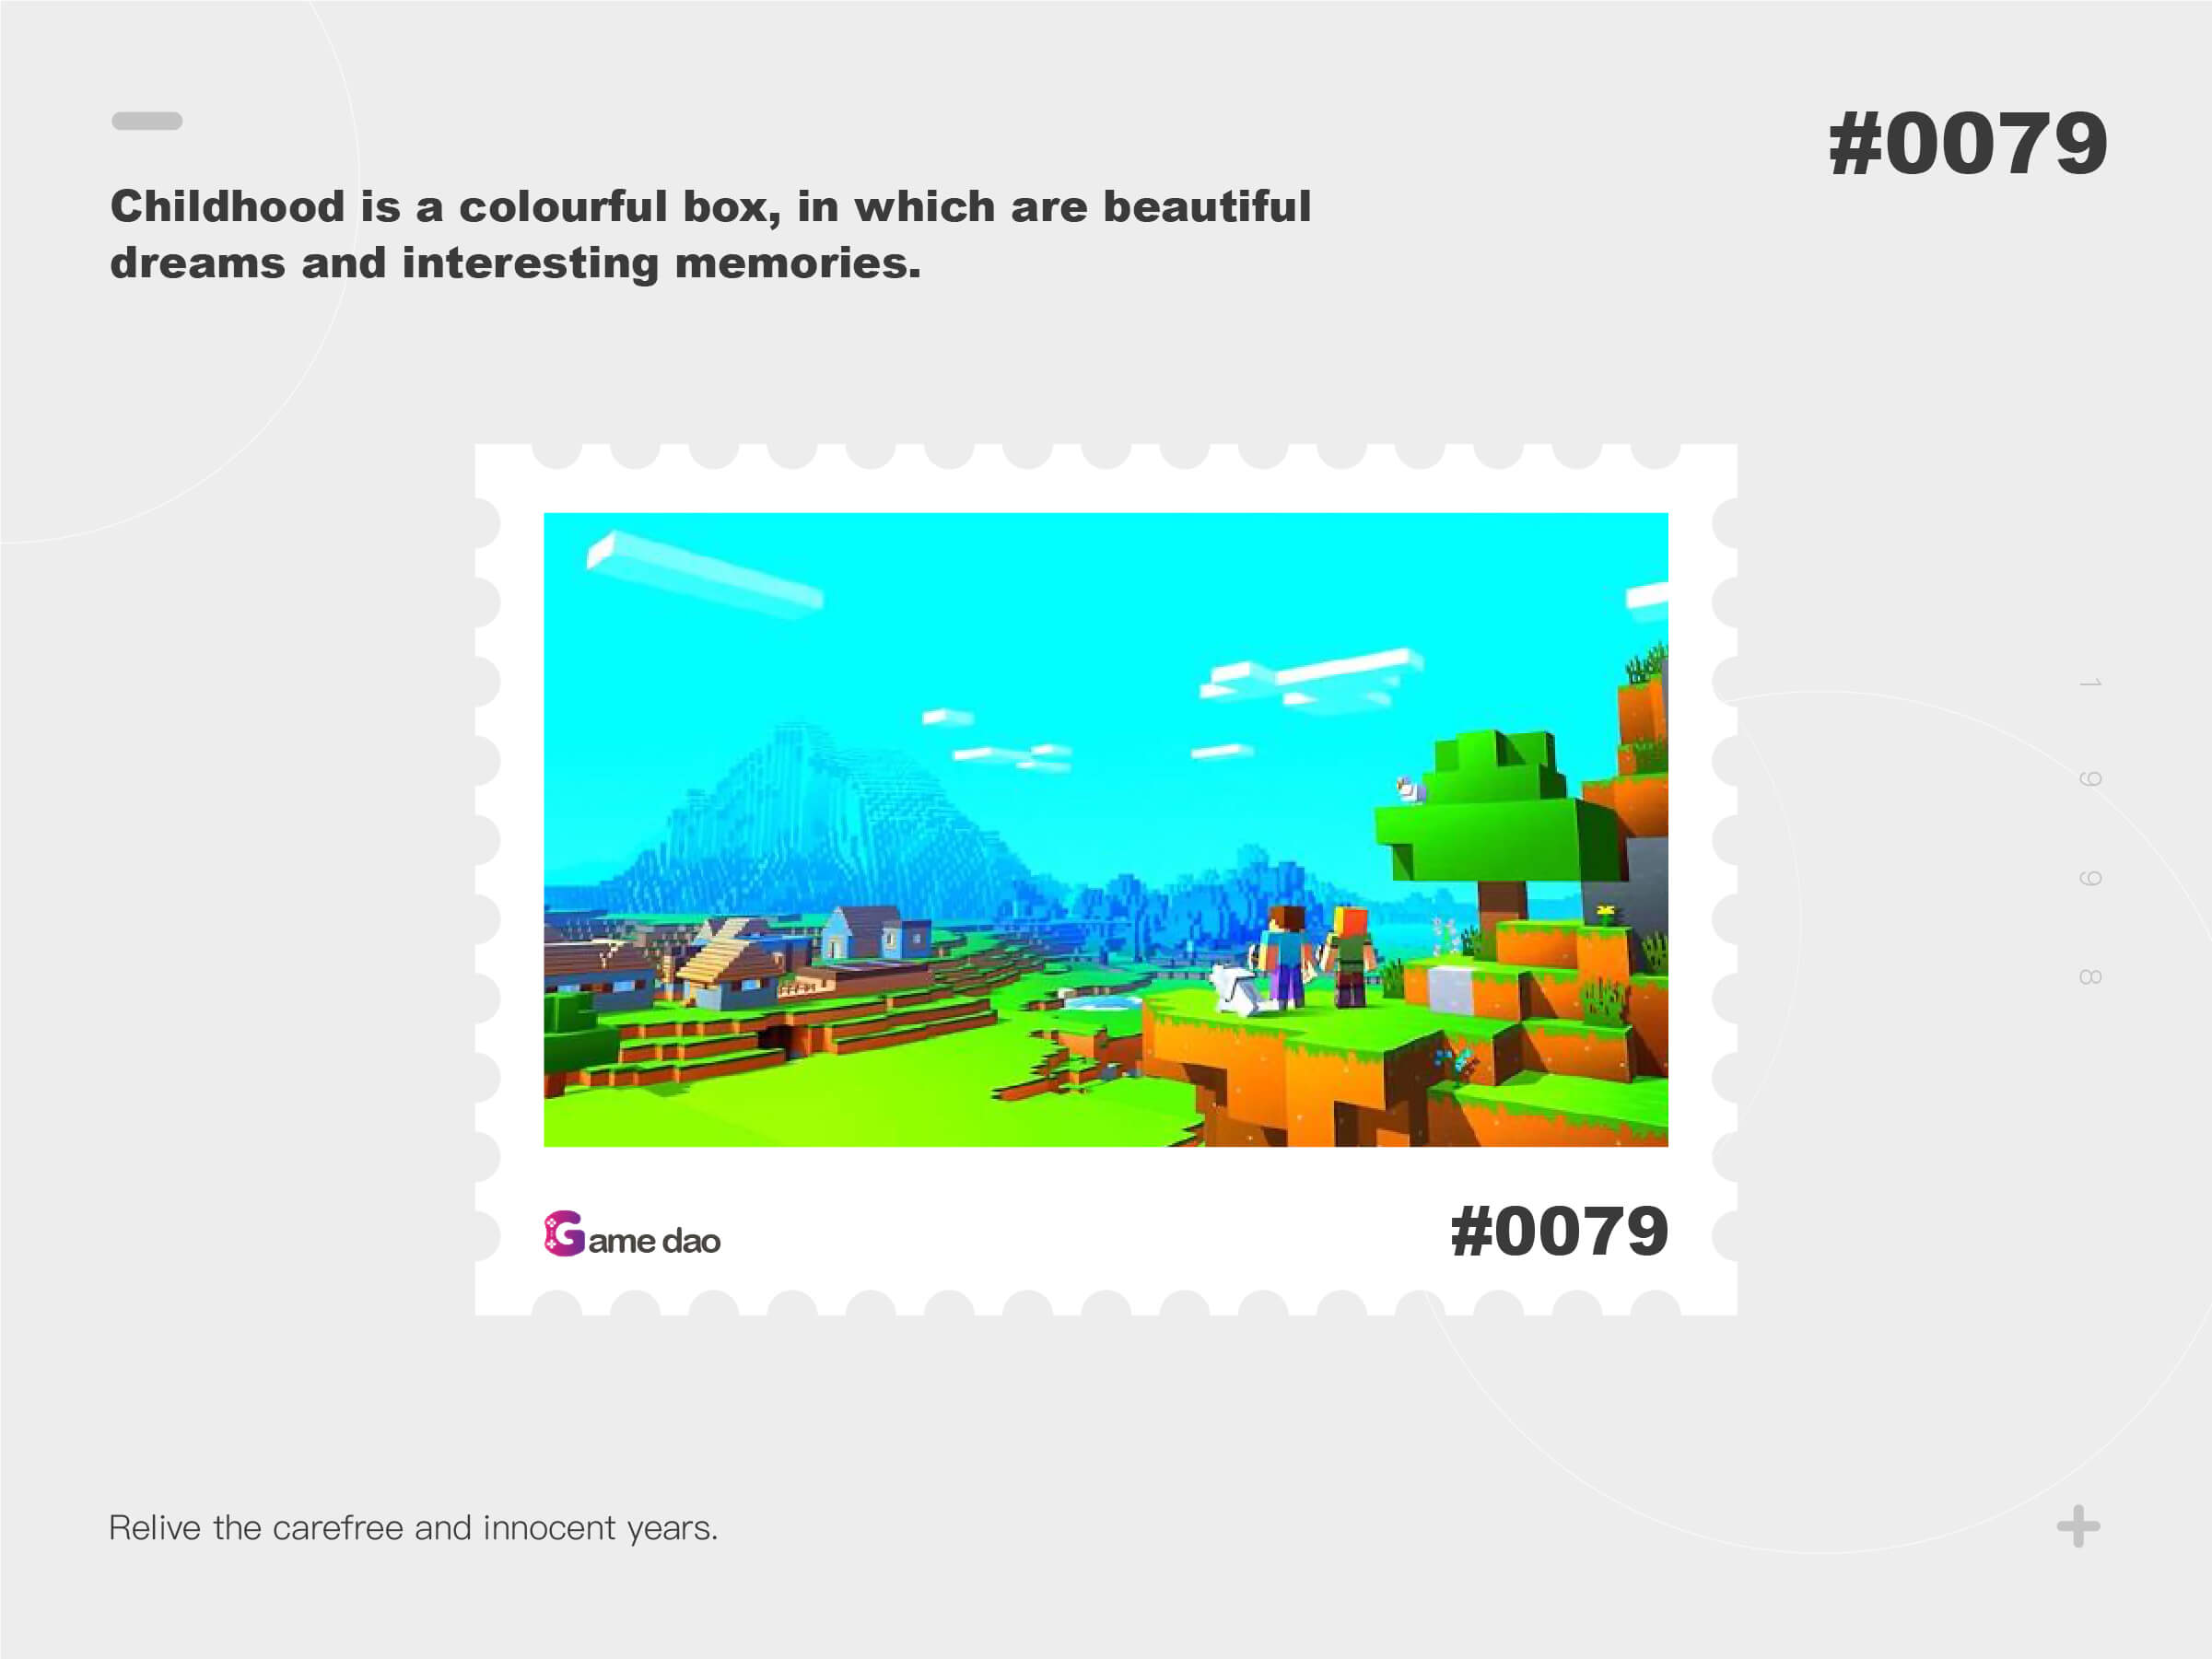 #0079
Childhood is a colourful box, in which are beautiful
dreams and interesting memories.
1
9
9
8
Game dao
#0079
Relive the carefree and innocent years.